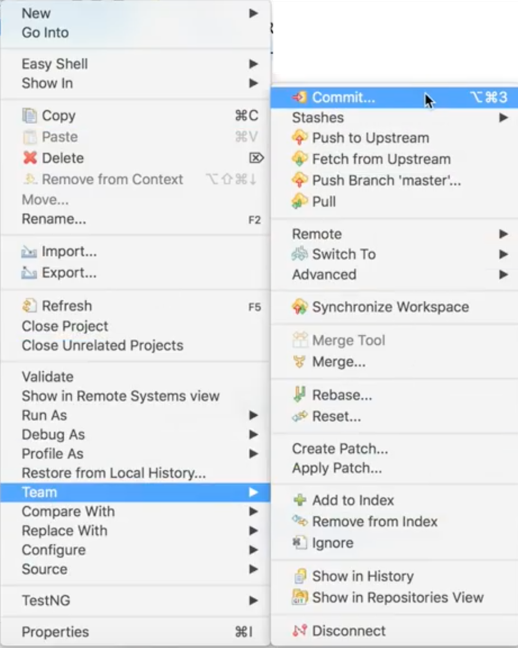 New
Go Into
Easy Shell
Show In
Copy ⌘C
Paste ⌘V
Delete ⌦
Remove from Context ⌥⇧⌘↓
Move...
Rename... F2
Import...
Export...
Refresh F5
Close Project
Close Unrelated Projects
Validate
Show in Remote Systems view
Run As
Debug As
Profile As
Restore from Local History...
Team
Compare With
Replace With
Configure
Source
TestNG
Properties ⌘I
Commit... ⌥⌘3
Stashes
Push to Upstream
Fetch from Upstream
Push Branch 'master'...
Pull
Remote
Switch To
Advanced
Synchronize Workspace
Merge Tool
Merge...
Rebase...
Reset...
Create Patch...
Apply Patch...
Add to Index
Remove from Index
Ignore
Show in History
Show in Repositories View
Disconnect